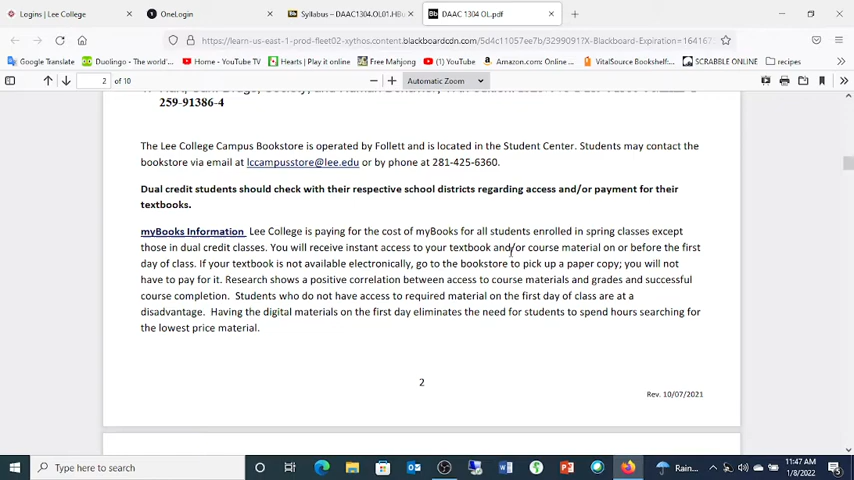 Logins | Lee College
OneLogin
Syllabus – DAAC1304.OL01.HBu
DAAC 1304 OL.pdf
https://learn-us-east-1-prod-fleet02-xythos.content.blackboardcdn.com/5d4c11057ee7b/3299091?X-Blackboard-Expiration=16416
Google Translate
Duolingo - The world...
Home - YouTube TV
Hearts | Play it online
Free Mahjong
(1) YouTube
Amazon.com: Online ...
VitalSource Bookshelf:...
SCRABBLE ONLINE
recipes
2 of 10
Automatic Zoom
259-91386-4
The Lee College Campus Bookstore is operated by Follett and is located in the Student Center. Students may contact the
bookstore via email at lccampusstore@lee.edu or by phone at 281-425-6360.
Dual credit students should check with their respective school districts regarding access and/or payment for their
textbooks.
myBooks Information Lee College is paying for the cost of myBooks for all students enrolled in spring classes except
those in dual credit classes. You will receive instant access to your textbook and/or course material on or before the first
day of class. If your textbook is not available electronically, go to the bookstore to pick up a paper copy; you will not
have to pay for it. Research shows a positive correlation between access to course materials and grades and successful
course completion. Students who do not have access to required material on the first day of class are at a
disadvantage. Having the digital materials on the first day eliminates the need for students to spend hours searching for
the lowest price material.
2
Rev. 10/07/2021
Type here to search
Rain...
11:47 AM
1/8/2022